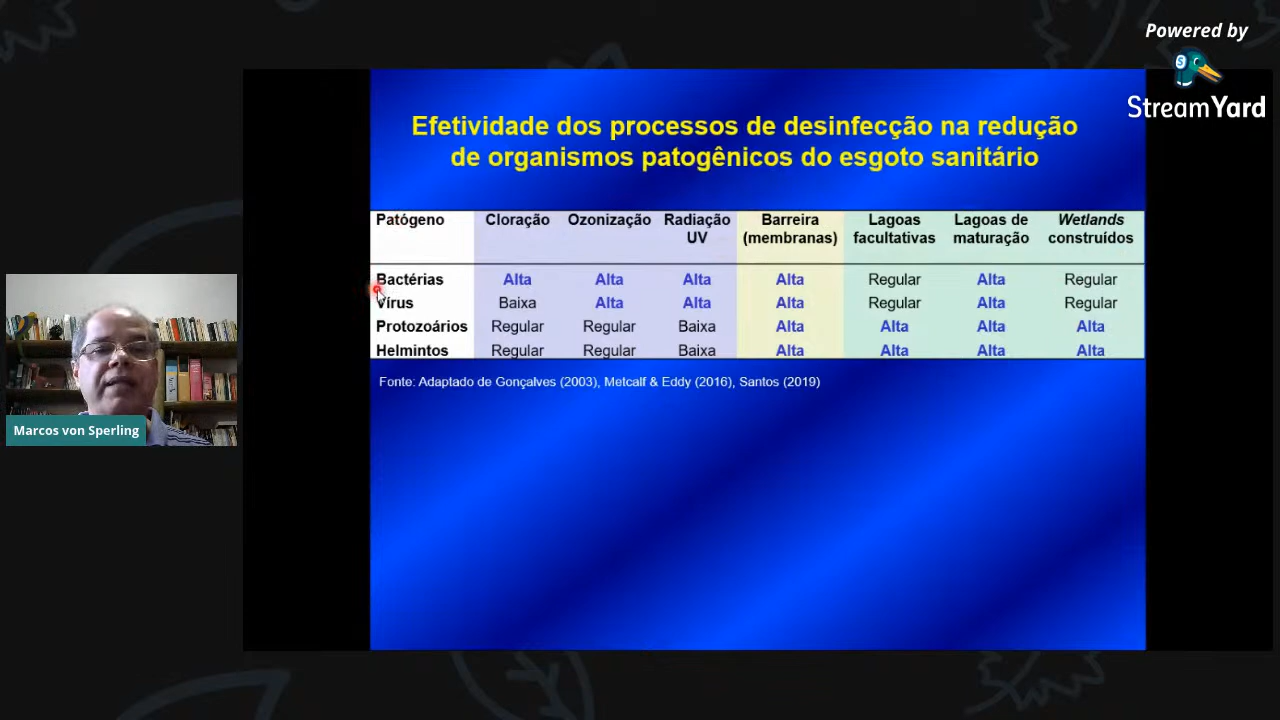 Powered by
StreamYard
Efetividade dos processos de desinfecção na redução
de organismos patogênicos do esgoto sanitário
Patógeno Cloração Ozonização Radiação UV Barreira (membranas) Lagoas facultativas Lagoas de maturação Wetlands construídos
Bactérias Alta Alta Alta Alta Regular Alta Regular
Vírus Baixa Alta Alta Alta Regular Alta Regular
Protozoários Regular Regular Baixa Alta Alta Alta Alta
Helmintos Regular Regular Baixa Alta Alta Alta Alta
Fonte: Adaptado de Gonçalves (2003), Metcalf & Eddy (2016), Santos (2019)
Marcos von Sperling